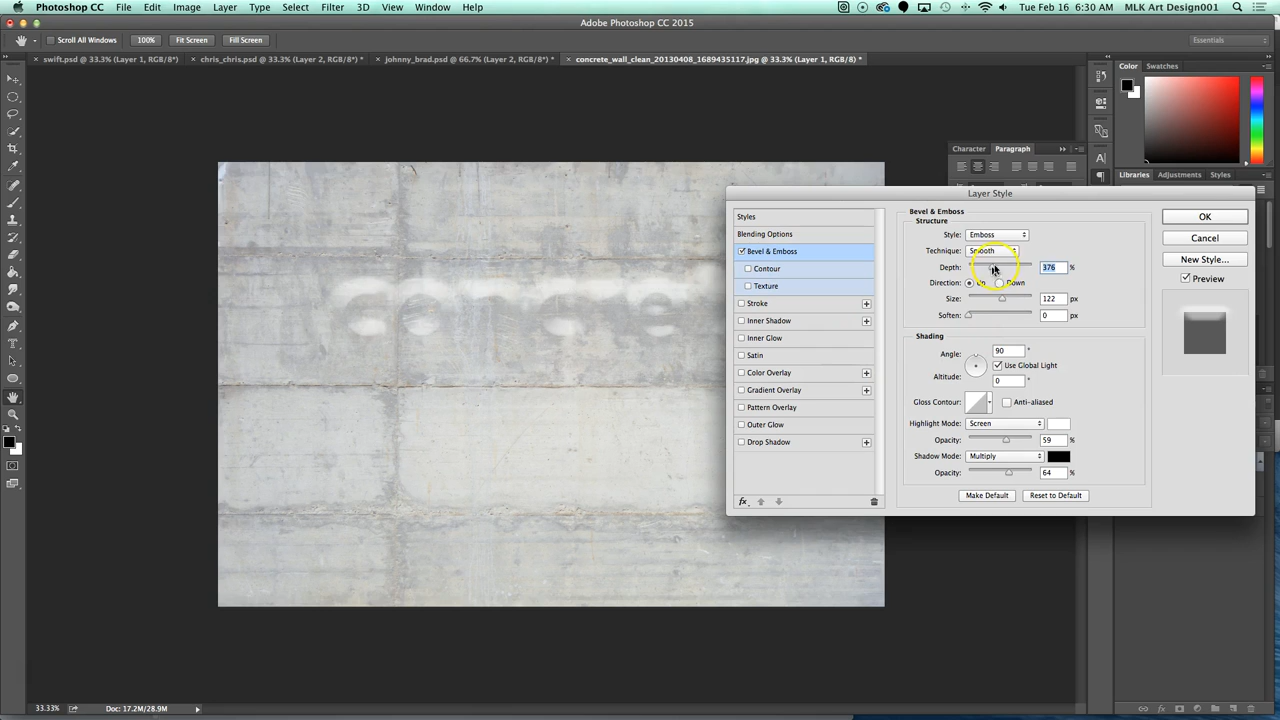 Photoshop CC File Edit Image Layer Type Select Filter 3D View Window Help Tue Feb 16 6:30 AM MLK Art Design001
Adobe Photoshop CC 2015
Scroll All Windows 100% Fit Screen Fill Screen Essentials
swift.psd @ 33.3% (Layer 1, RGB/8*) chris_chris.psd @ 33.3% (Layer 2, RGB/8*) * johnny_brad.psd @ 66.7% (Layer 2, RGB/8*) * concrete_wall_clean_20130408_1689435117.jpg @ 33.3% (Layer 1, RGB/8) *
Color Swatches
Character Paragraph
Libraries Adjustments Styles
Layer Style
Styles
Blending Options
Bevel & Emboss
Contour
Texture
Stroke
Inner Shadow
Inner Glow
Satin
Color Overlay
Gradient Overlay
Pattern Overlay
Outer Glow
Drop Shadow
fx
Bevel & Emboss
Structure
Style: Emboss
Technique: Smooth
Depth: 376 %
Direction: Up Down
Size: 122 px
Soften: 0 px
Shading
Angle: 90 °
Use Global Light
Altitude: 0 °
Gloss Contour: Anti-aliased
Highlight Mode: Screen
Opacity: 59 %
Shadow Mode: Multiply
Opacity: 64 %
Make Default Reset to Default
OK
Cancel
New Style...
Preview
33.33% Doc: 17.2M/28.9M